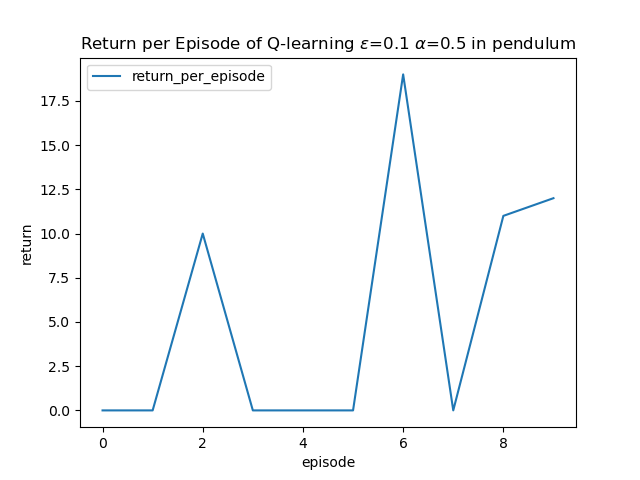 Return per Episode of Q-learning ε=0.1 α=0.5 in pendulum
return_per_episode
17.5
15.0
12.5
10.0
7.5
5.0
2.5
0.0
return
0 2 4 6 8
episode